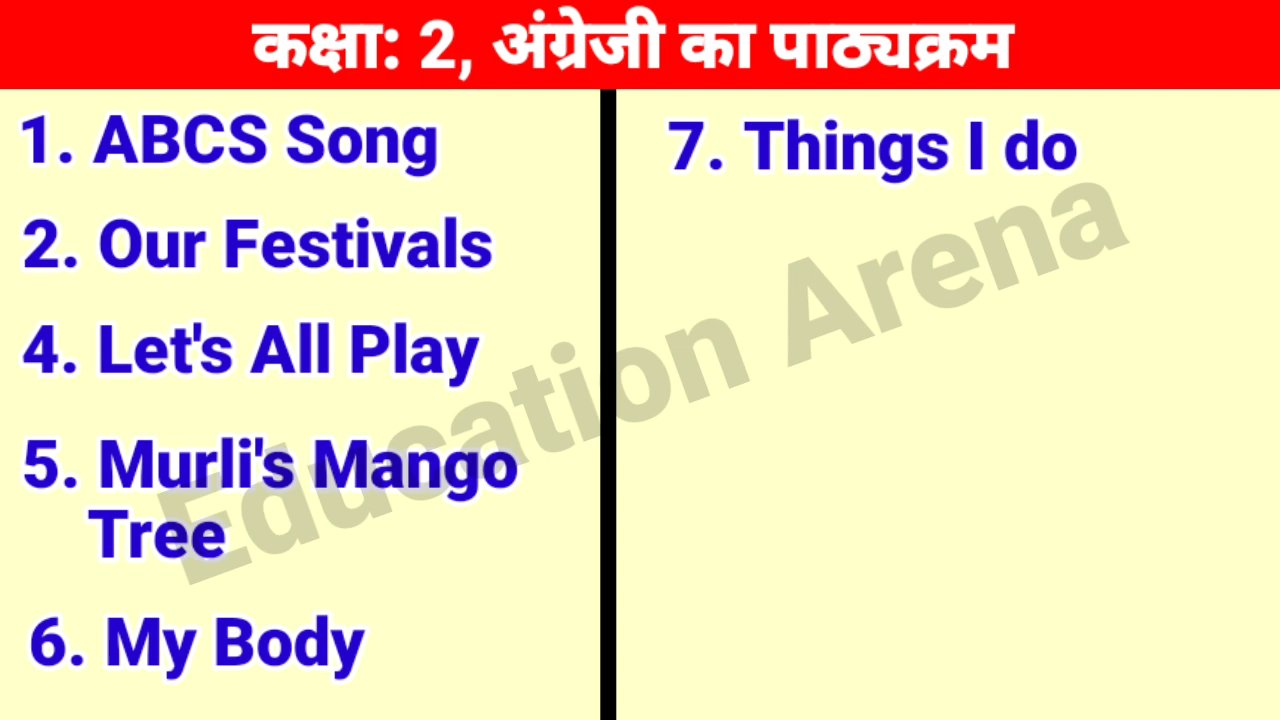 कक्षा: 2, अंग्रेजी का पाठ्यक्रम
1. ABCS Song
2. Our Festivals
4. Let's All Play
5. Murli's Mango
Tree
6. My Body
7. Things I do
Education Arena